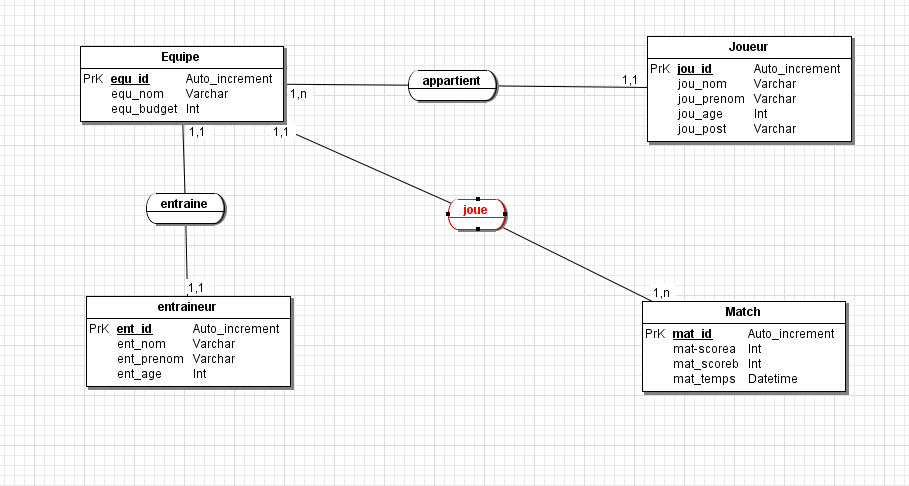 Equipe
PrK equ_id Auto_increment
equ_nom Varchar
equ_budget Int
1,n
appartient
1,1
Joueur
PrK jou_id Auto_increment
jou_nom Varchar
jou_prenom Varchar
jou_age Int
jou_post Varchar
1,1
1,1
entraine
joue
1,1
1,n
entraineur
PrK ent_id Auto_increment
ent_nom Varchar
ent_prenom Varchar
ent_age Int
Match
PrK mat_id Auto_increment
mat-scorea Int
mat_scoreb Int
mat_temps Datetime